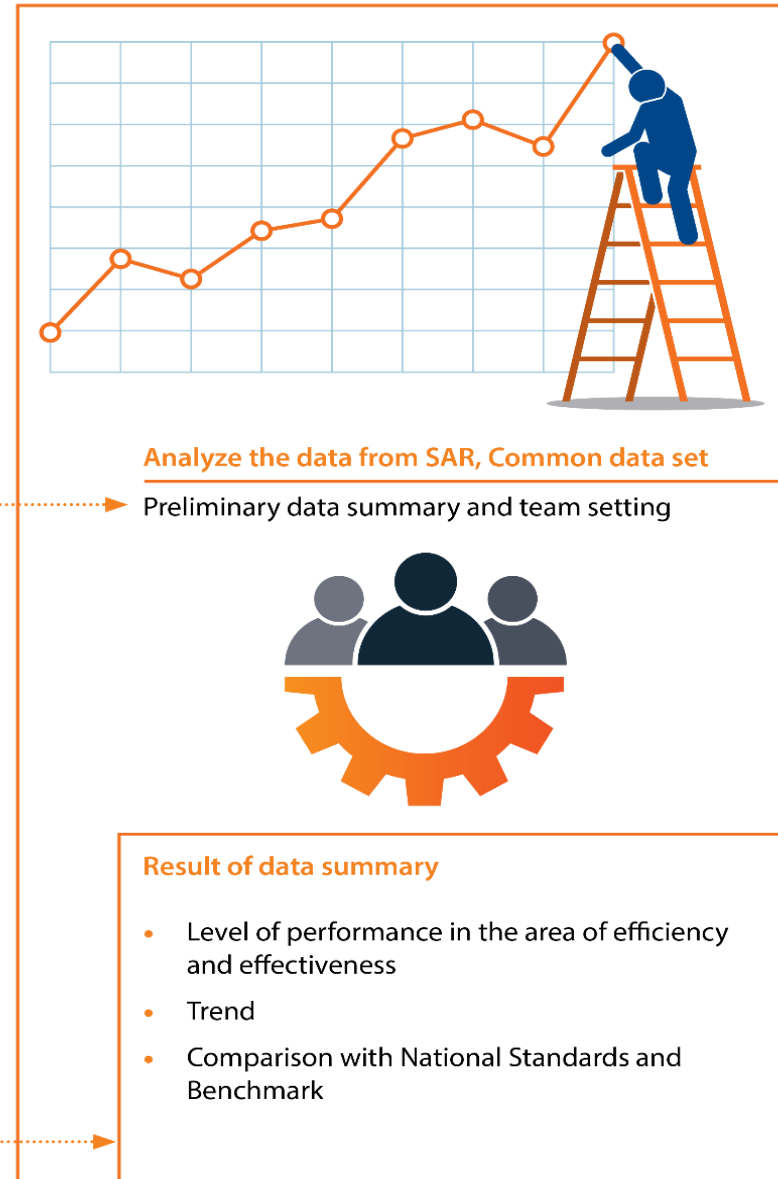 Analyze the data from SAR, Common data set
Preliminary data summary and team setting
Result of data summary
• Level of performance in the area of efficiency
and effectiveness
• Trend
• Comparison with National Standards and
Benchmark